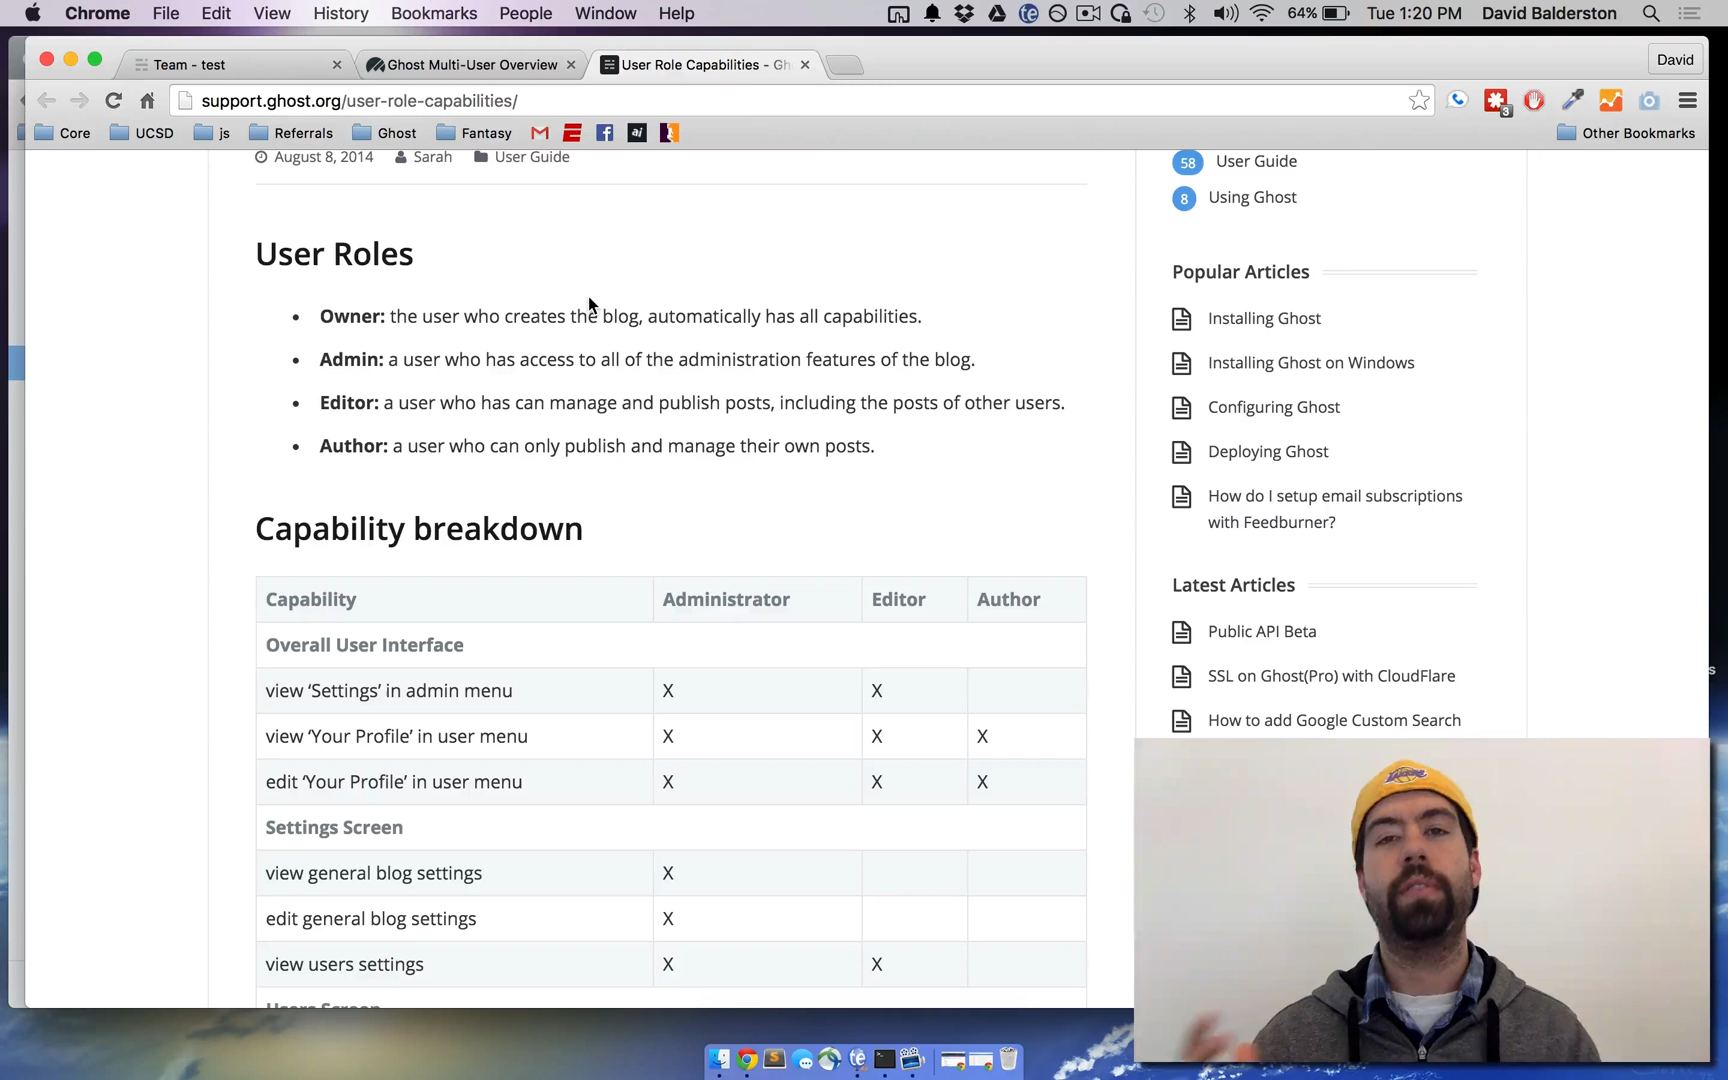 Chrome File Edit View History Bookmarks People Window Help 64% Tue 1:20 PM David Balderston
Team - test Ghost Multi-User Overview User Role Capabilities - Gh David
support.ghost.org/user-role-capabilities/
Core UCSD js Referrals Ghost Fantasy Other Bookmarks
August 8, 2014 Sarah User Guide
User Roles
Owner: the user who creates the blog, automatically has all capabilities.
Admin: a user who has access to all of the administration features of the blog.
Editor: a user who has can manage and publish posts, including the posts of other users.
Author: a user who can only publish and manage their own posts.
Capability breakdown
Capability Administrator Editor Author
Overall User Interface
view ‘Settings’ in admin menu X X
view ‘Your Profile’ in user menu X X X
edit ‘Your Profile’ in user menu X X X
Settings Screen
view general blog settings X
edit general blog settings X
view users settings X X
58 User Guide
8 Using Ghost
Popular Articles
Installing Ghost
Installing Ghost on Windows
Configuring Ghost
Deploying Ghost
How do I setup email subscriptions
with Feedburner?
Latest Articles
Public API Beta
SSL on Ghost(Pro) with CloudFlare
How to add Google Custom Search